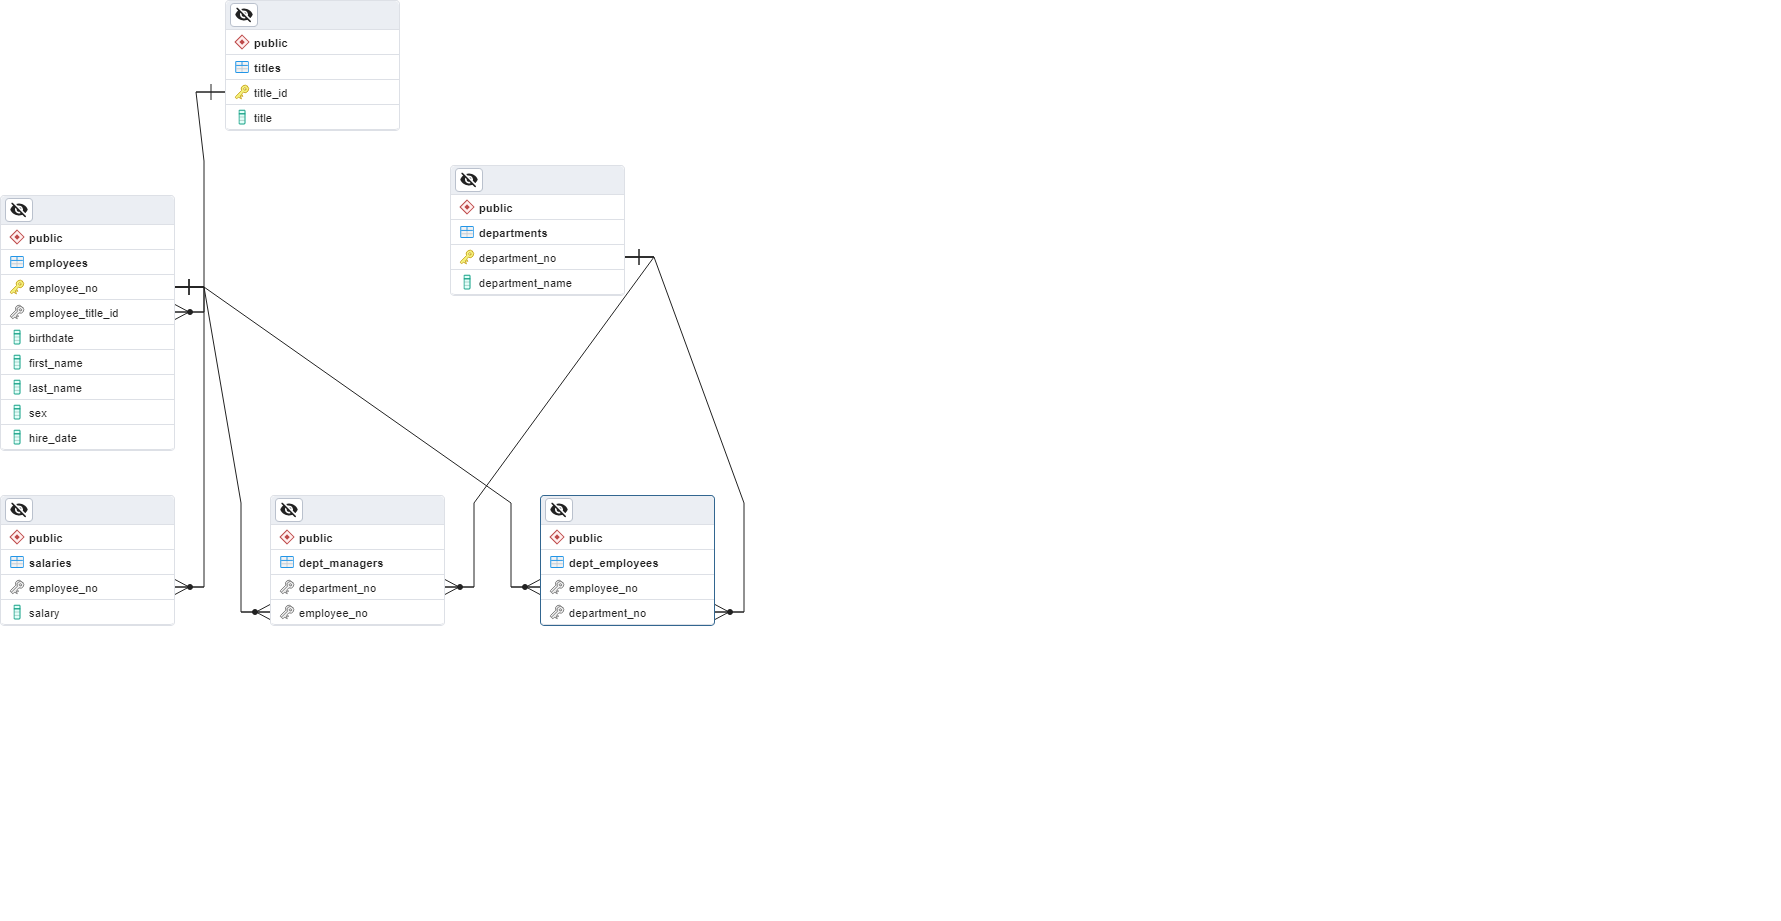 public
titles
title_id
title
public
departments
department_no
department_name
public
employees
employee_no
employee_title_id
birthdate
first_name
last_name
sex
hire_date
public
salaries
employee_no
salary
public
dept_managers
department_no
employee_no
public
dept_employees
employee_no
department_no